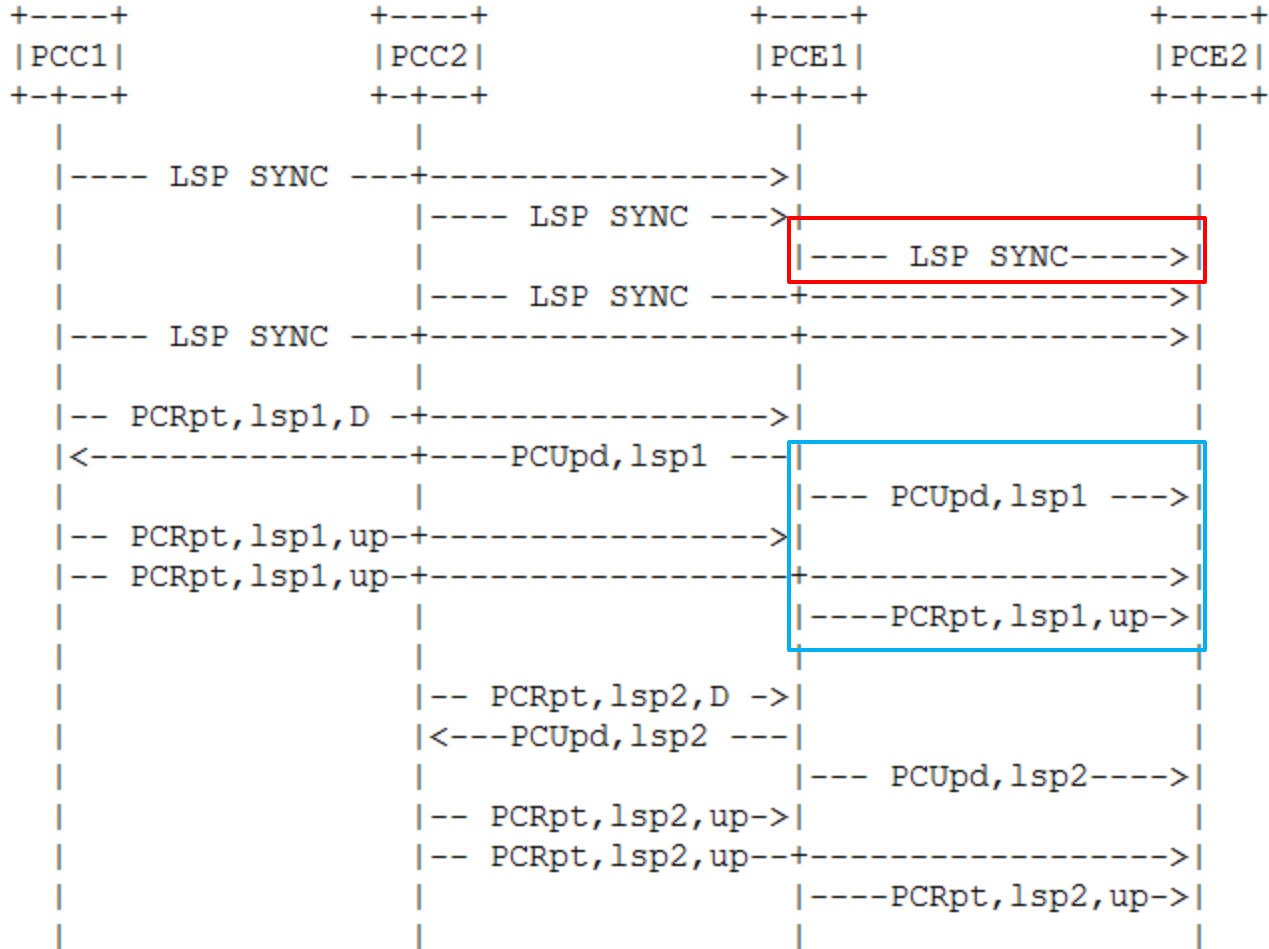 +----+ +----+ +----+ +----+
|PCC1| |PCC2| |PCE1| |PCE2|
+-+--+ +-+--+ +-+--+ +-+--+
| | | |
|---- LSP SYNC ---+----------------->| |
| |---- LSP SYNC --->| |
| | |---- LSP SYNC----->|
| |---- LSP SYNC ----+------------------>|
|---- LSP SYNC ---+------------------+------------------>|
| | | |
|-- PCRpt,lsp1,D -+----------------->| |
|<----------------+----PCUpd,lsp1 ---| |
| | |--- PCUpd,lsp1 --->|
|-- PCRpt,lsp1,up-+----------------->| |
|-- PCRpt,lsp1,up-+------------------+------------------>|
| | |----PCRpt,lsp1,up->|
| | | |
| |-- PCRpt,lsp2,D ->| |
| |<---PCUpd,lsp2 ---| |
| | |--- PCUpd,lsp2---->|
| |-- PCRpt,lsp2,up->| |
| |-- PCRpt,lsp2,up--+------------------>|
| | |----PCRpt,lsp2,up->|
| | | |